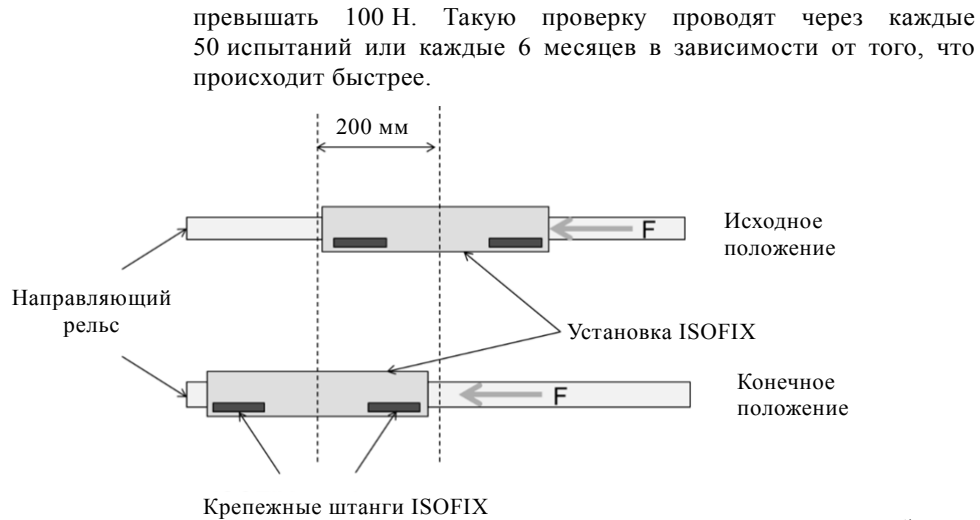 превышать 100 Н. Такую проверку проводят через каждые
50 испытаний или каждые 6 месяцев в зависимости от того, что
происходит быстрее.
200 мм
F
Исходное
положение
Направляющий
рельс
Установка ISOFIX
F
Конечное
положение
Крепежные штанги ISOFIX